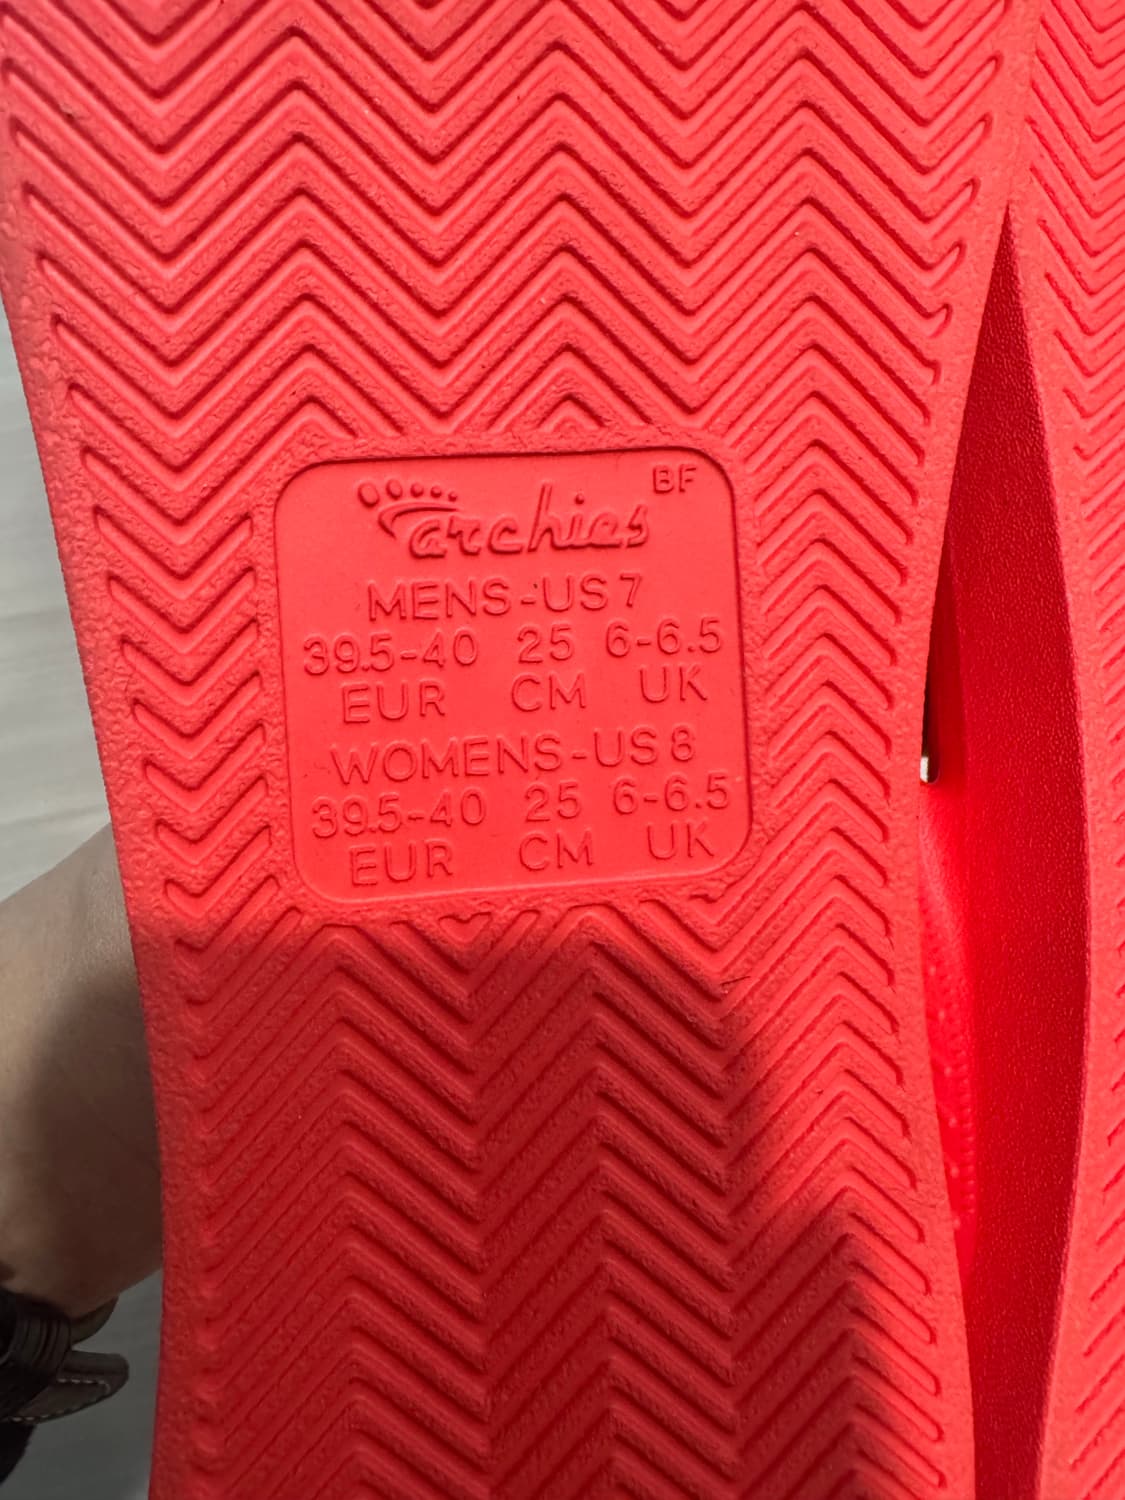 BF
archies
MENS-US 7
39.5-40 25 6-6.5
EUR CM UK
WOMENS-US 8
39.5-40 25 6-6.5
EUR CM UK